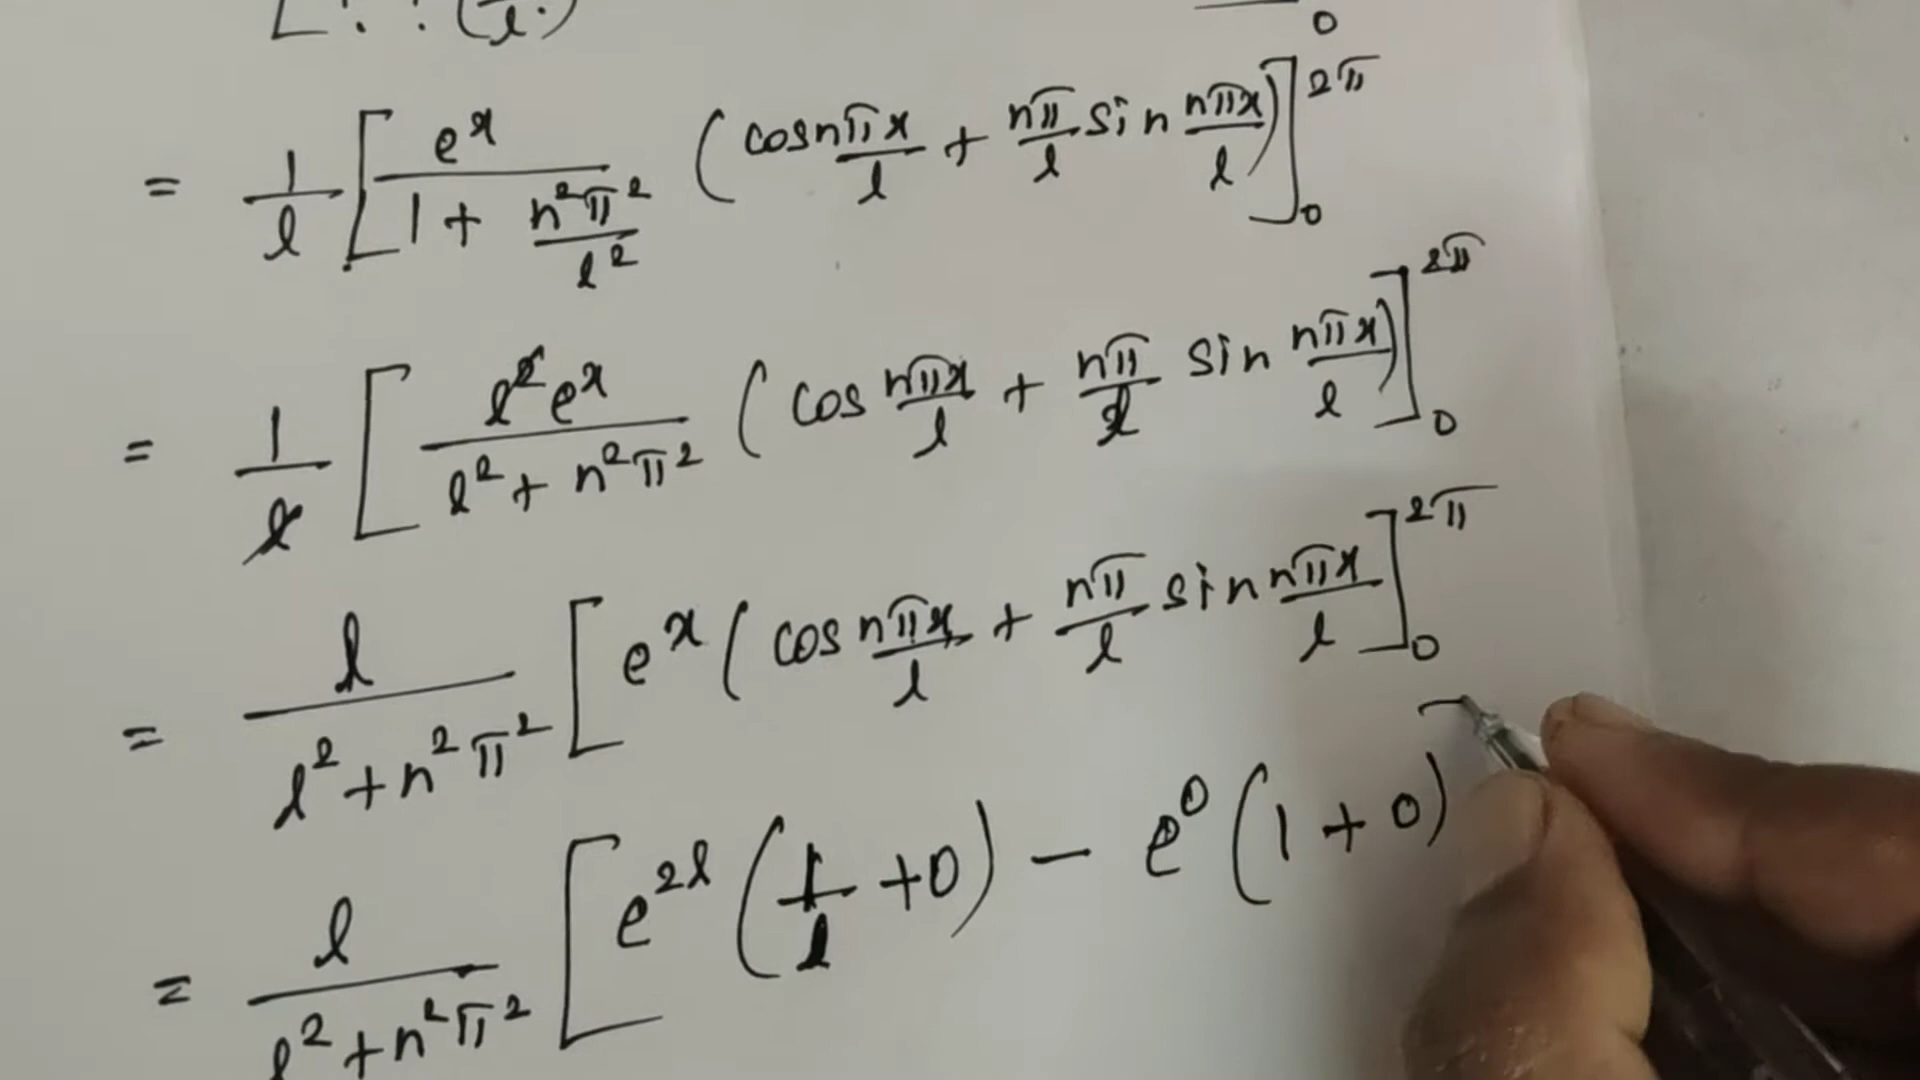 [ . . (/l.) 0
= 1/l [ e^x / (1 + n²π²/l²) ( cos nπx/l + nπ/l sin nπx/l ) ]_0^2π
= 1/l [ l² e^x / (l² + n²π²) ( cos nπx/l + nπ/l sin nπx/l ) ]_0^2π
= l / (l² + n²π²) [ e^x ( cos nπx/l + nπ/l sin nπx/l ]_0^2π
= l / (l² + n²π²) [ e^2l ( 1/l + 0 ) − e^0 ( 1 + 0 )